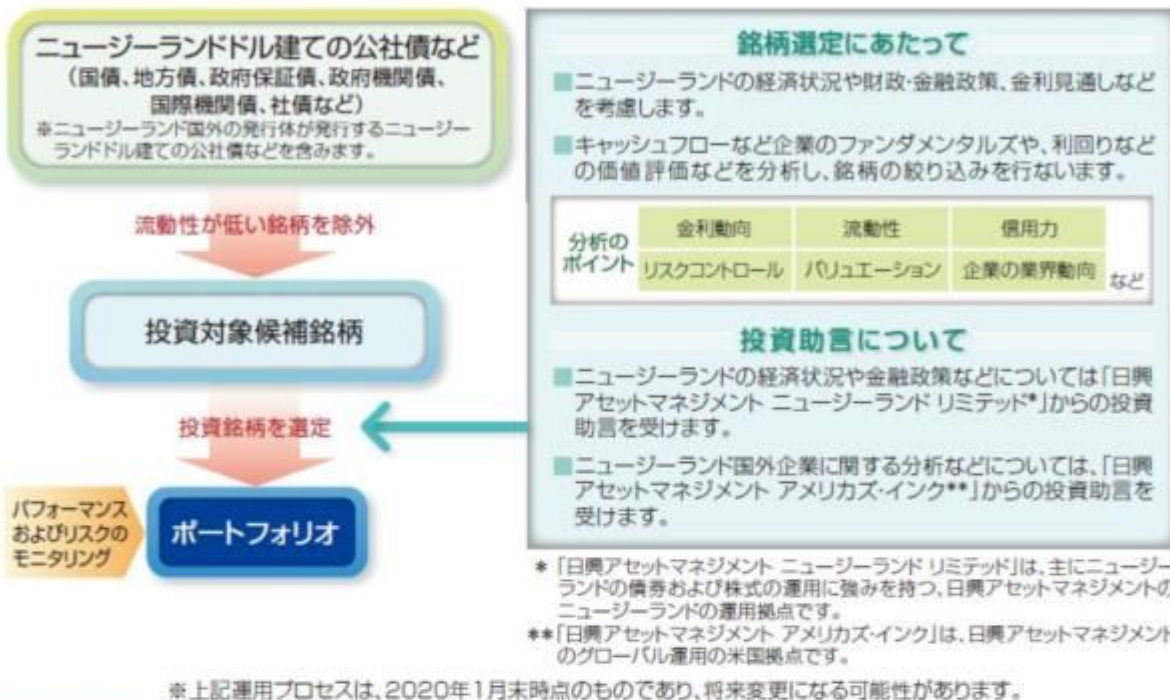 ニュージーランドドル建ての公社債など
(国債、地方債、政府保証債、政府機関債、
国際機関債、社債など)
※ニュージーランド国外の発行体が発行するニュージー
ランドドル建ての公社債などを含みます。
流動性が低い銘柄を除外
投資対象候補銘柄
投資銘柄を選定
パフォーマンス
およびリスクの
モニタリング
ポートフォリオ
銘柄選定にあたって
■ニュージーランドの経済状況や財政・金融政策、金利見通しなど
を考慮します。
■キャッシュフローなど企業のファンダメンタルズや、利回りなど
の価値評価などを分析し、銘柄の絞り込みを行ないます。
分析の
ポイント
金利動向 流動性 信用力
リスクコントロール バリュエーション 企業の業界動向 など
投資助言について
■ニュージーランドの経済状況や金融政策などについては「日興
アセットマネジメント ニュージーランド リミテッド*」からの投資
助言を受けます。
■ニュージーランド国外企業に関する分析などについては、「日興
アセットマネジメント アメリカズ・インク**」からの投資助言を
受けます。
* 「日興アセットマネジメント ニュージーランド リミテッド」は、主にニュージー
ランドの債券および株式の運用に強みを持つ、日興アセットマネジメントの
ニュージーランドの運用拠点です。
**「日興アセットマネジメント アメリカズ・インク」は、日興アセットマネジメント
のグローバル運用の米国拠点です。
※上記運用プロセスは、2020年1月末時点のものであり、将来変更になる可能性があります。